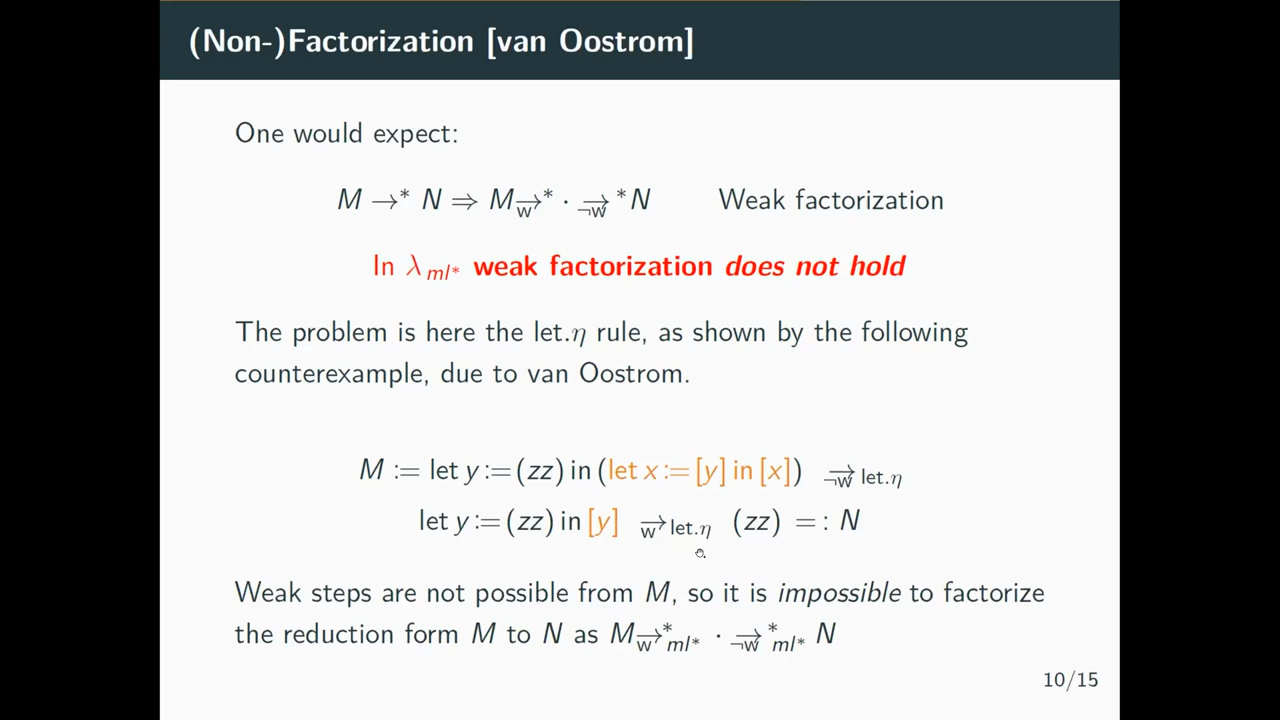 (Non-)Factorization [van Oostrom]
One would expect:
M →* N ⇒ M →w* · →¬w* N Weak factorization
In λml* weak factorization does not hold
The problem is here the let.η rule, as shown by the following
counterexample, due to van Oostrom.
M := let y := (zz) in (let x := [y] in [x]) →¬w let.η
let y := (zz) in [y] →w let.η (zz) =: N
Weak steps are not possible from M, so it is impossible to factorize
the reduction form M to N as M →w*ml* · →¬w*ml* N
10/15